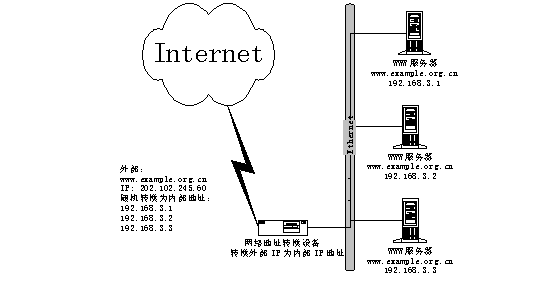 Internet
WWW服务器
www.example.org.cn
192.168.3.1
Ethernet
WWW服务器
www.example.org.cn
192.168.3.2
外部:
www.example.org.cn
IP: 202.102.245.60
随机转换为内部地址:
192.168.3.1
192.168.3.2
192.168.3.3
网络地址转换设备
转换外部 IP 为内部 IP 地址
WWW服务器
www.example.org.cn
192.168.3.3